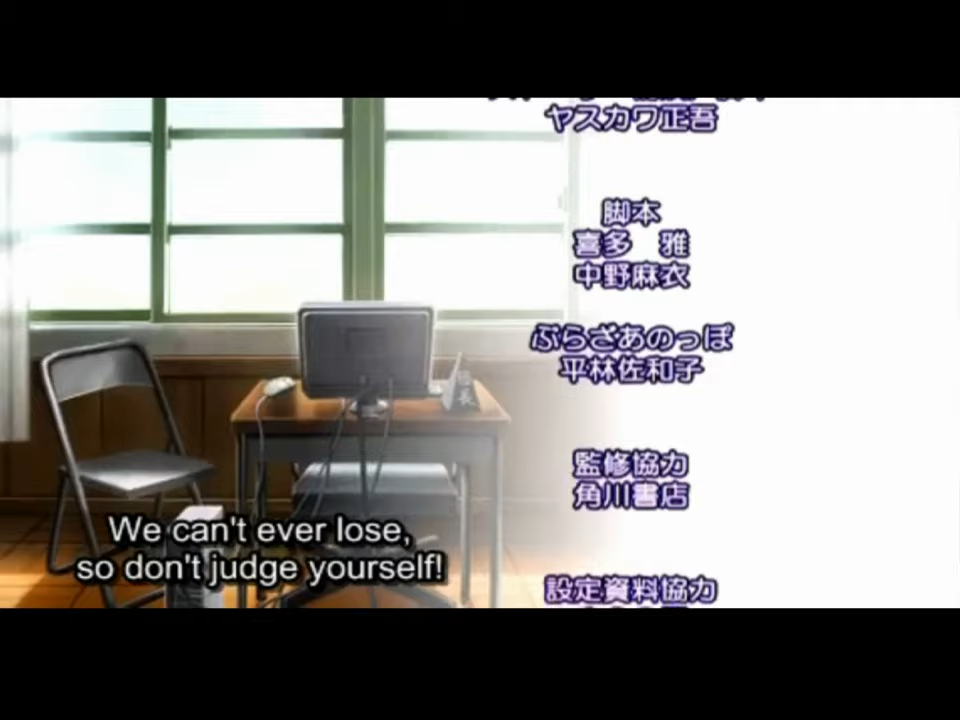 ヤスカワ正吾
脚本
喜多　雅
中野麻衣
ぷらざあのっぽ
平林佐和子
監修協力
角川書店
設定資料協力
長
We can't ever lose,
so don't judge yourself!